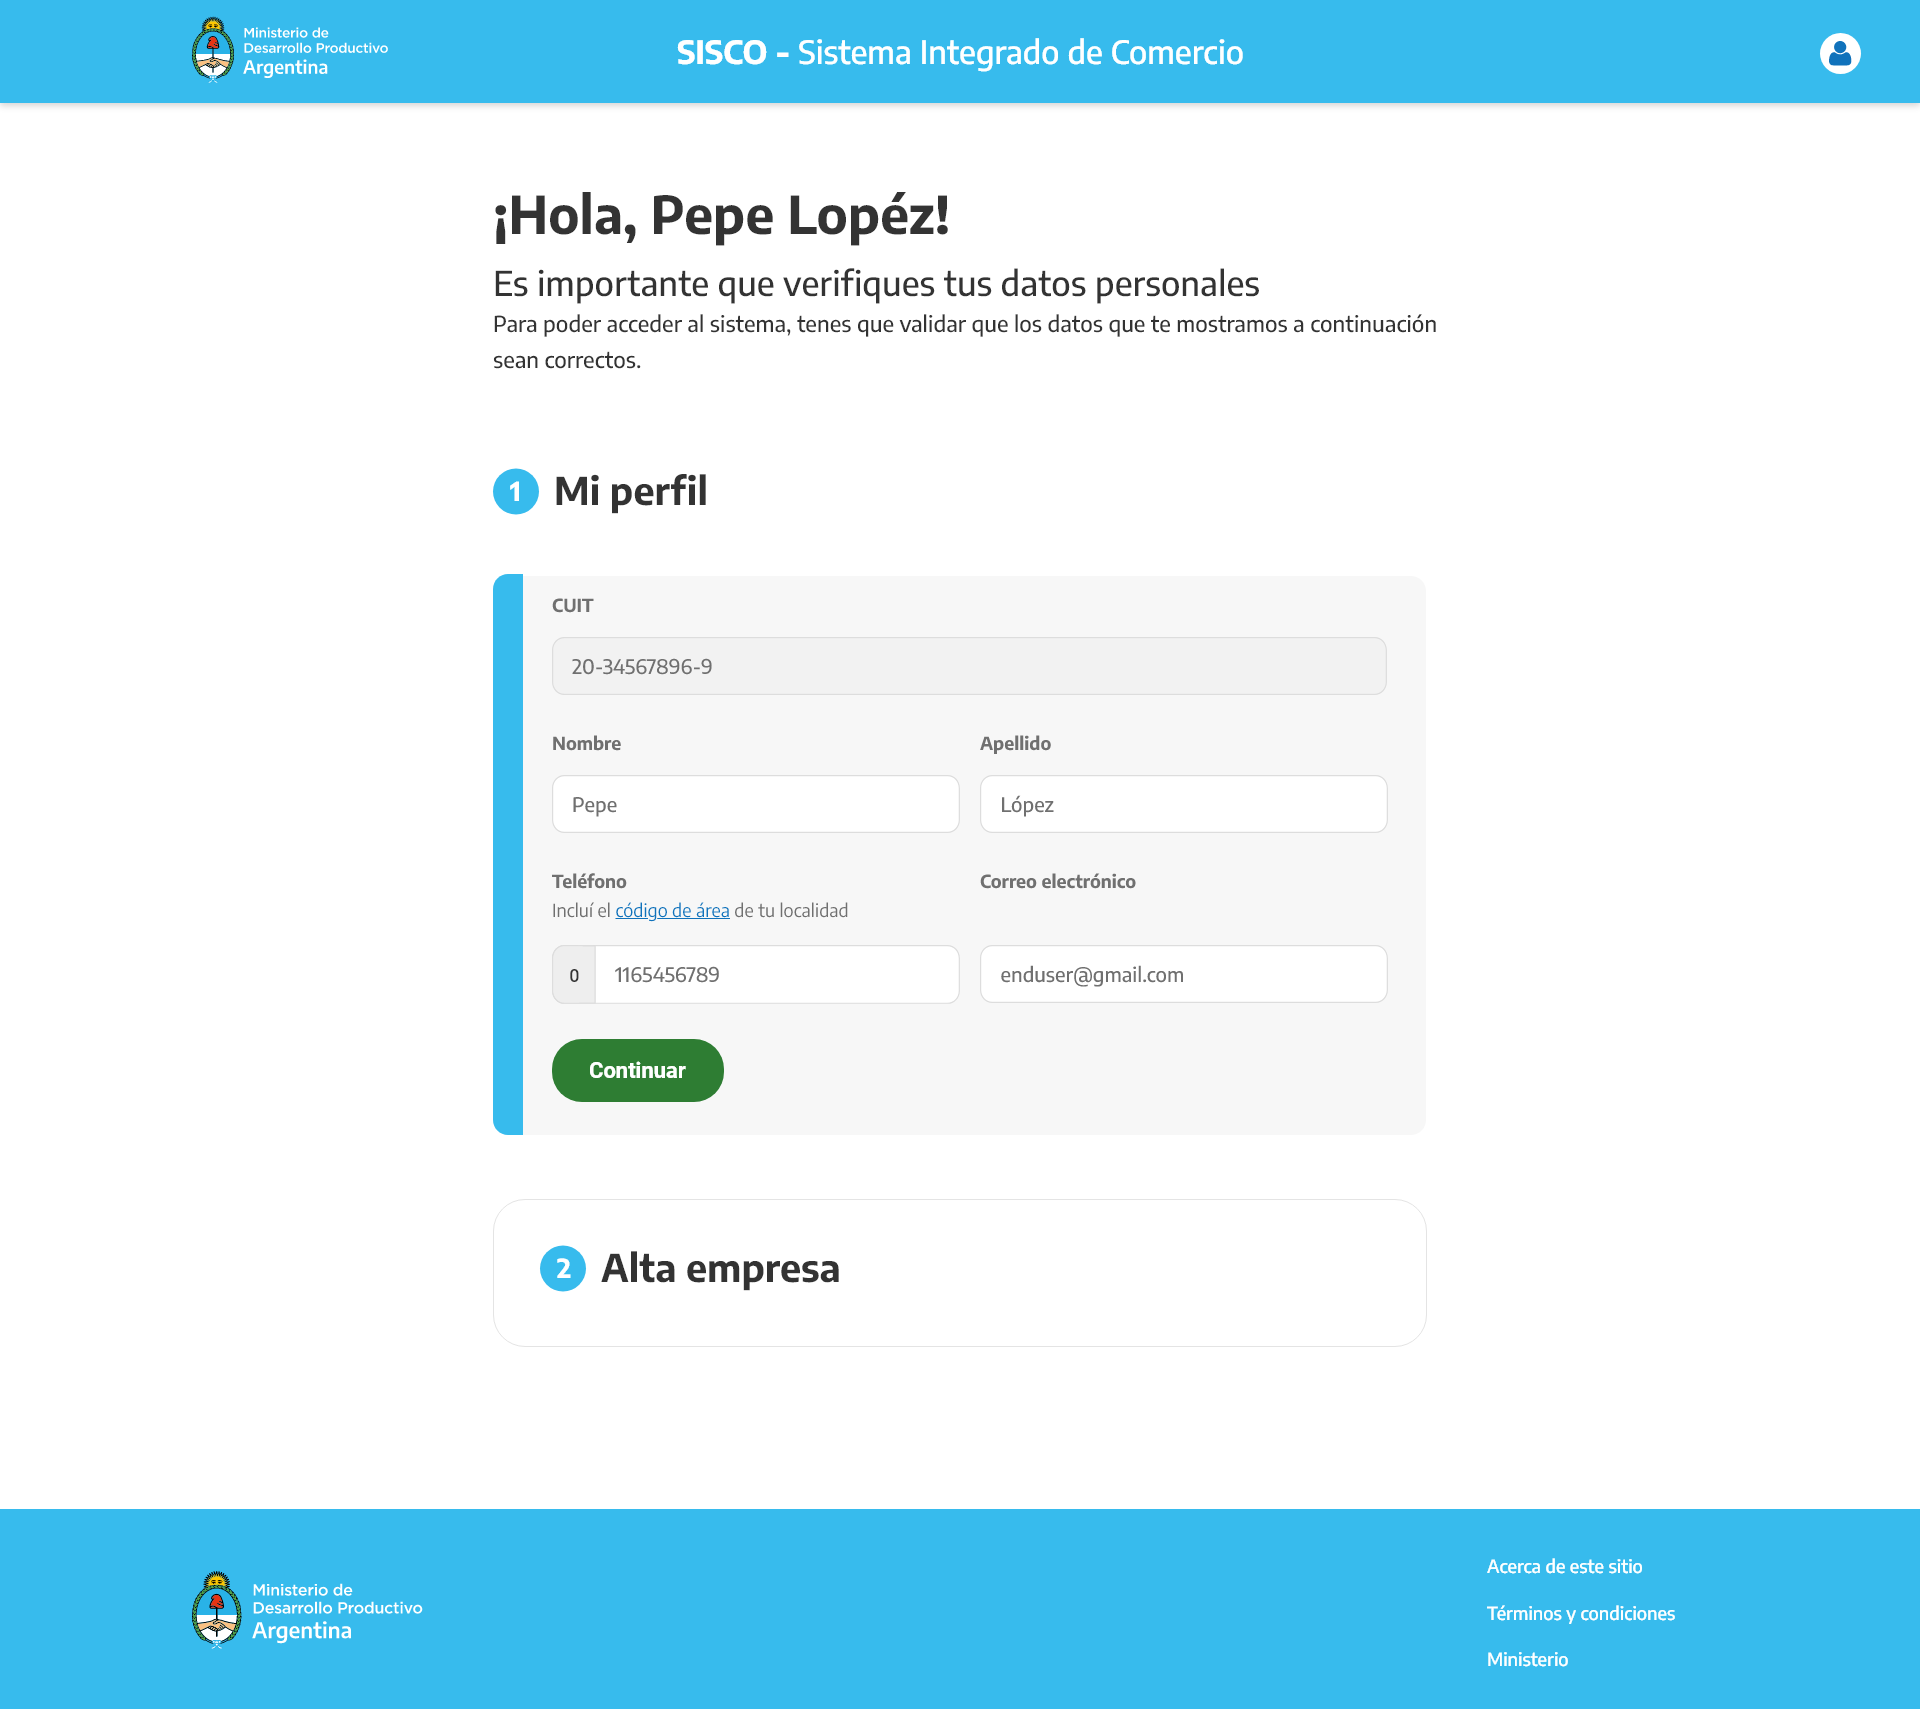 Ministerio de
Desarrollo Productivo
Argentina
SISCO - Sistema Integrado de Comercio
¡Hola, Pepe Lopéz!
Es importante que verifiques tus datos personales
Para poder acceder al sistema, tenes que validar que los datos que te mostramos a continuación
sean correctos.
1 Mi perfil
CUIT
20-34567896-9
Nombre
Pepe
Apellido
López
Teléfono
Incluí el código de área de tu localidad
0 1165456789
Correo electrónico
enduser@gmail.com
Continuar
2 Alta empresa
Ministerio de
Desarrollo Productivo
Argentina
Acerca de este sitio
Términos y condiciones
Ministerio